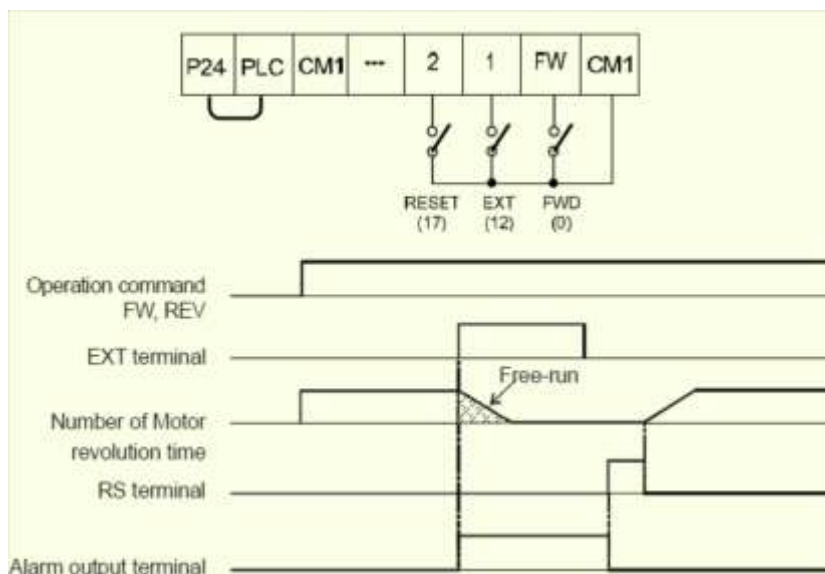 P24 PLC CM1 --- 2 1 FW CM1
RESET EXT FWD
(17) (12) (0)
Operation command
FW, REV
EXT terminal
Free-run
Number of Motor
revolution time
RS terminal
Alarm output terminal